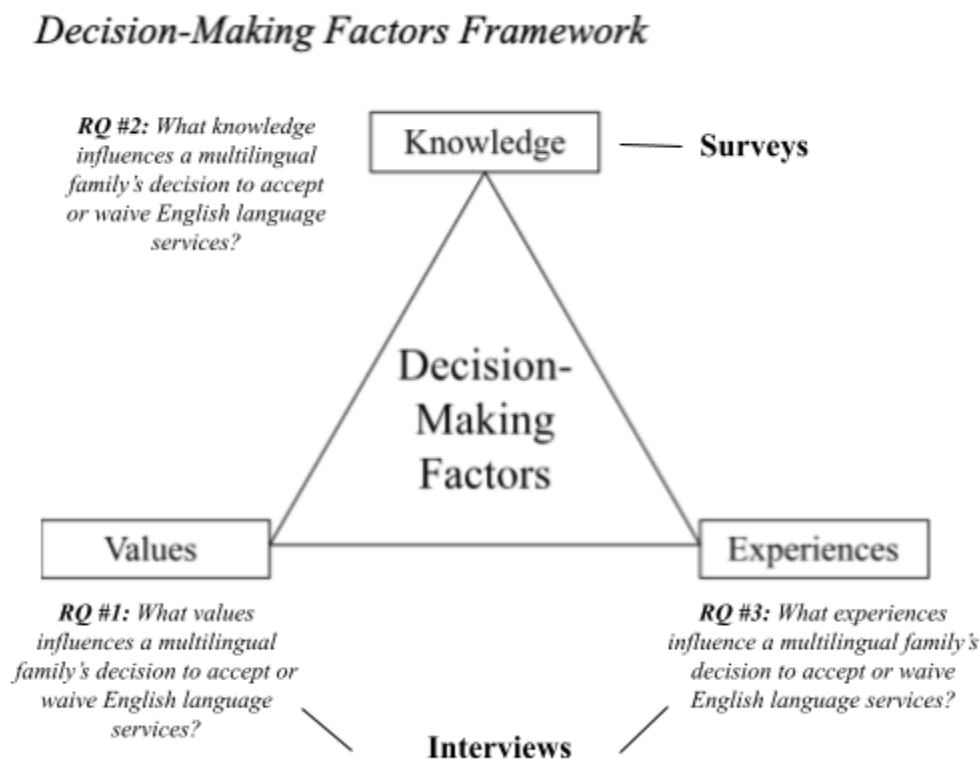 Decision-Making Factors Framework
RQ #2: What knowledge
influences a multilingual
family's decision to accept
or waive English language
services?
Knowledge
Surveys
Decision-
Making
Factors
Values
Experiences
RQ #1: What values
influences a multilingual
family's decision to accept or
waive English language
services?
RQ #3: What experiences
influence a multilingual family's
decision to accept or waive
English language services?
Interviews